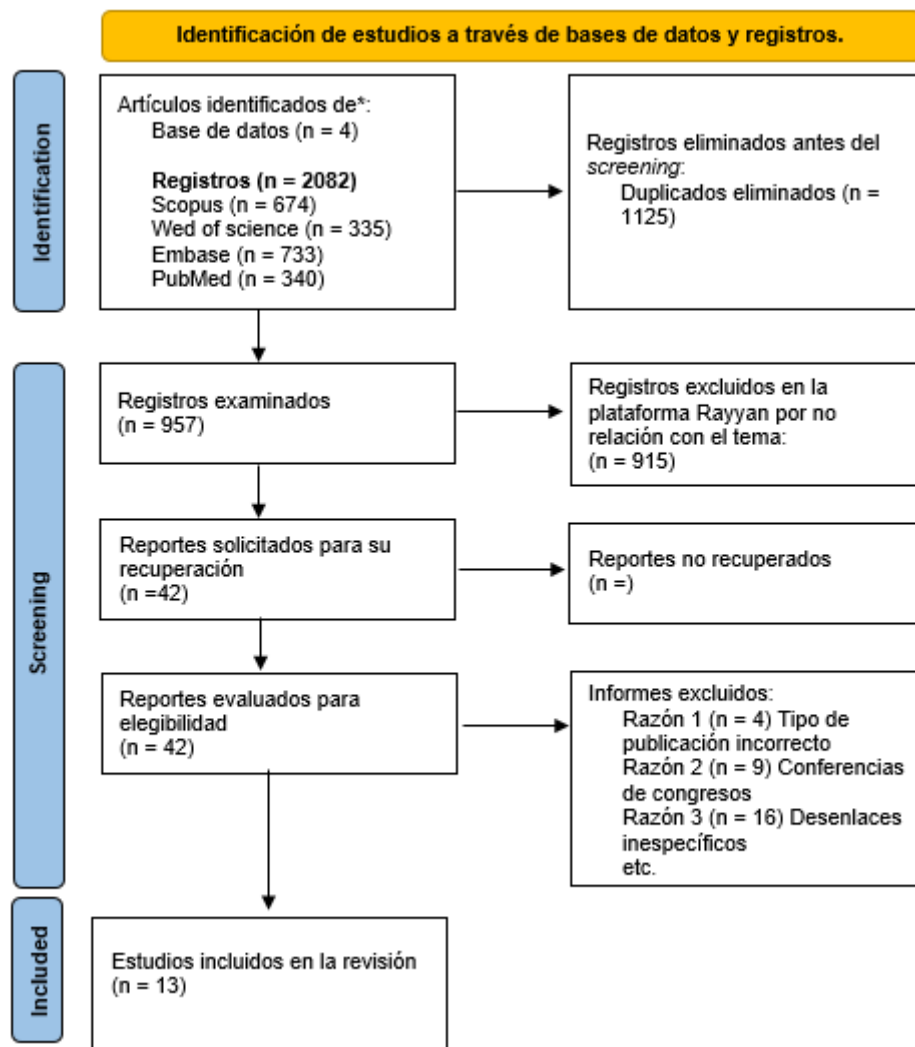 Identificación de estudios a través de bases de datos y registros.
Identification
Artículos identificados de*:
Base de datos (n = 4)
Registros (n = 2082)
Scopus (n = 674)
Wed of science (n = 335)
Embase (n = 733)
PubMed (n = 340)
Registros eliminados antes del
screening:
Duplicados eliminados (n =
1125)
Screening
Registros examinados
(n = 957)
Registros excluidos en la
plataforma Rayyan por no
relación con el tema:
(n = 915)
Reportes solicitados para su
recuperación
(n =42)
Reportes no recuperados
(n =)
Reportes evaluados para
elegibilidad
(n = 42)
Informes excluidos:
Razón 1 (n = 4) Tipo de
publicación incorrecto
Razón 2 (n = 9) Conferencias
de congresos
Razón 3 (n = 16) Desenlaces
inespecíficos
etc.
Included
Estudios incluidos en la revisión
(n = 13)